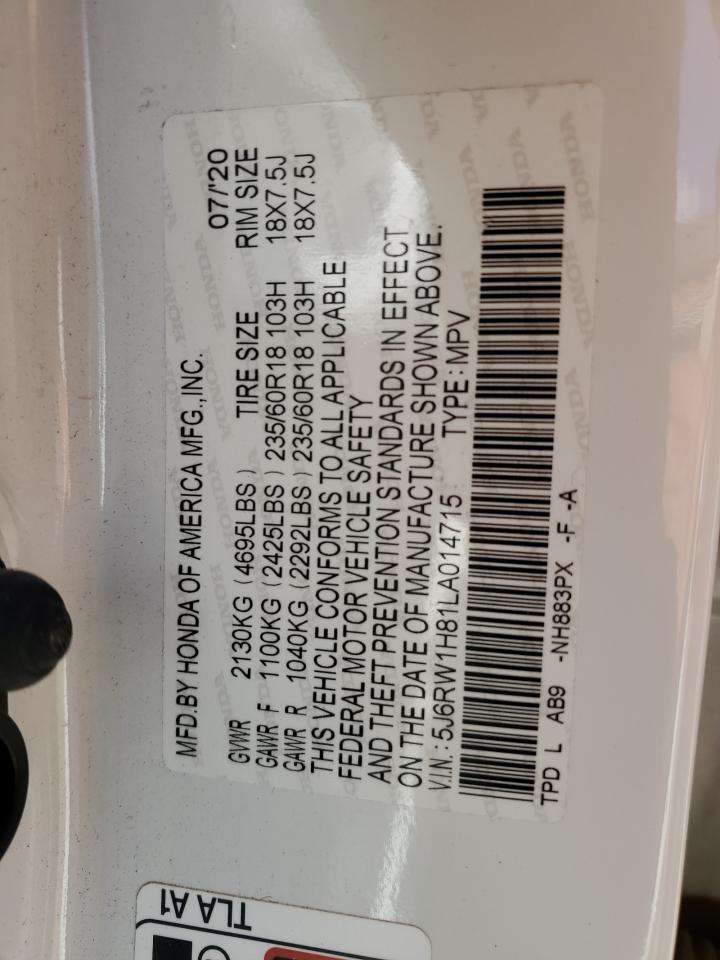 MFD.BY HONDA OF AMERICA MFG.,INC. 07/'20
GVWR 2130KG (4695LBS) TIRE SIZE RIM SIZE
GAWR F 1100KG (2425LBS) 235/60R18 103H 18X7.5J
GAWR R 1040KG (2292LBS) 235/60R18 103H 18X7.5J
THIS VEHICLE CONFORMS TO ALL APPLICABLE
FEDERAL MOTOR VEHICLE SAFETY
AND THEFT PREVENTION STANDARDS IN EFFECT
ON THE DATE OF MANUFACTURE SHOWN ABOVE.
V.I.N.: 5J6RW1H81LA014715 TYPE: MPV
TPD L AB9 -NH883PX -F -A
TLA A1